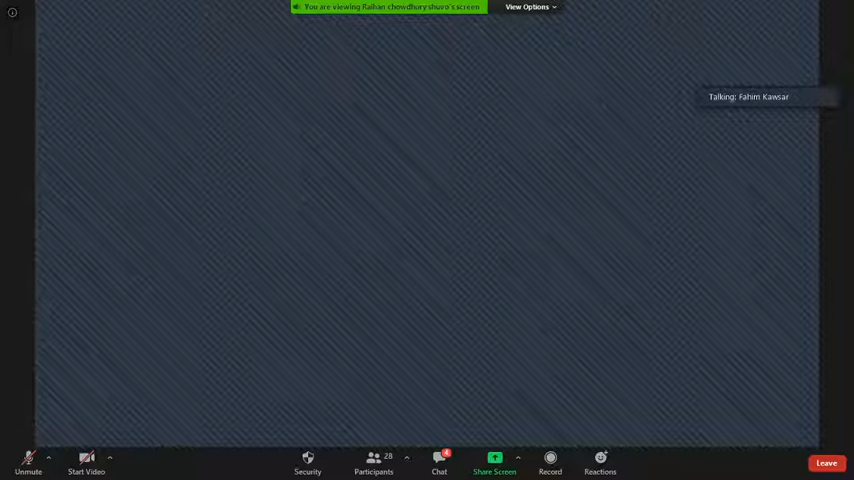 You are viewing Raihan chowdhury shuvo's screen
View Options
Talking: Fahim Kawsar
Unmute
Start Video
Security
28
Participants
4
Chat
Share Screen
Record
Reactions
Leave